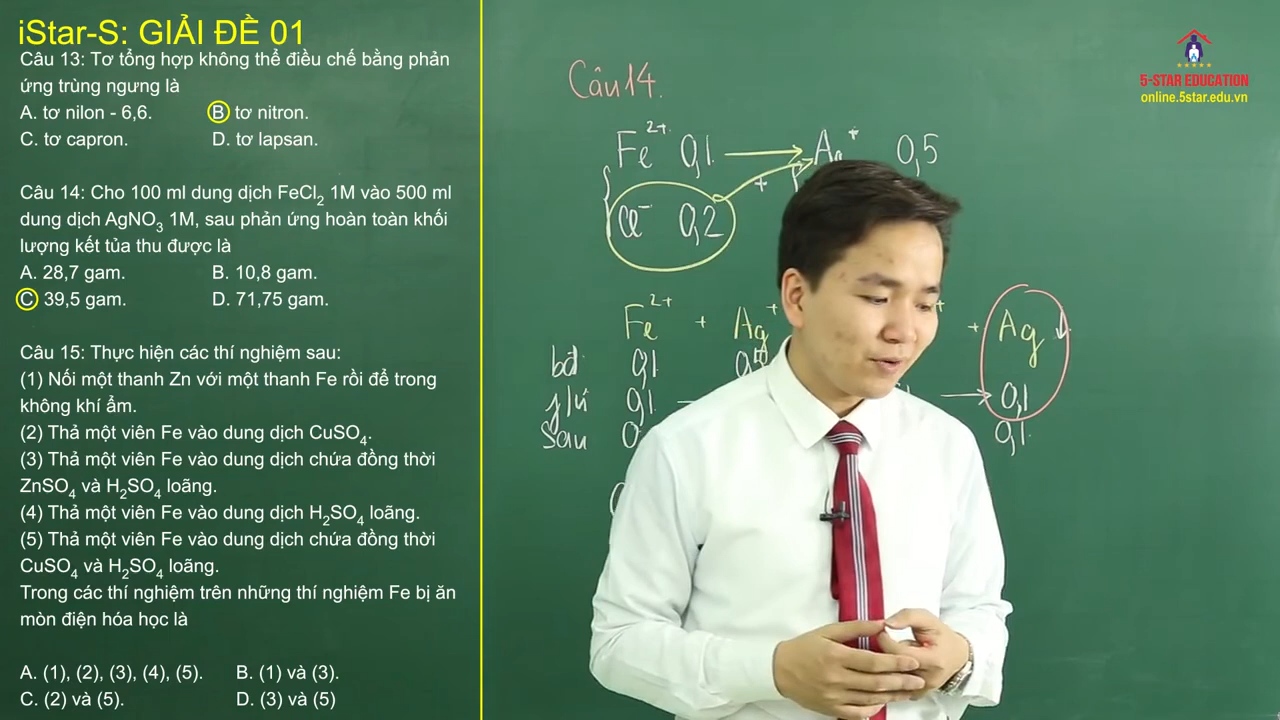 iStar-S: GIẢI ĐỀ 01
Câu 13: Tơ tổng hợp không thể điều chế bằng phản
ứng trùng ngưng là
A. tơ nilon - 6,6. B tơ nitron.
C. tơ capron. D. tơ lapsan.
Câu 14: Cho 100 ml dung dịch FeCl₂ 1M vào 500 ml
dung dịch AgNO₃ 1M, sau phản ứng hoàn toàn khối
lượng kết tủa thu được là
A. 28,7 gam. B. 10,8 gam.
C 39,5 gam. D. 71,75 gam.
Câu 15: Thực hiện các thí nghiệm sau:
(1) Nối một thanh Zn với một thanh Fe rồi để trong
không khí ẩm.
(2) Thả một viên Fe vào dung dịch CuSO₄.
(3) Thả một viên Fe vào dung dịch chứa đồng thời
ZnSO₄ và H₂SO₄ loãng.
(4) Thả một viên Fe vào dung dịch H₂SO₄ loãng.
(5) Thả một viên Fe vào dung dịch chứa đồng thời
CuSO₄ và H₂SO₄ loãng.
Trong các thí nghiệm trên những thí nghiệm Fe bị ăn
mòn điện hóa học là
A. (1), (2), (3), (4), (5). B. (1) và (3).
C. (2) và (5). D. (3) và (5)
5-STAR EDUCATION
online.5star.edu.vn
Câu 14.
Fe²⁺ 0,1 → Ag⁺ 0,5
Cl⁻ 0,2 +
Fe²⁺ + Ag⁺ + Ag ↓
0,1
0,1 → 0,1
Sau 0,1